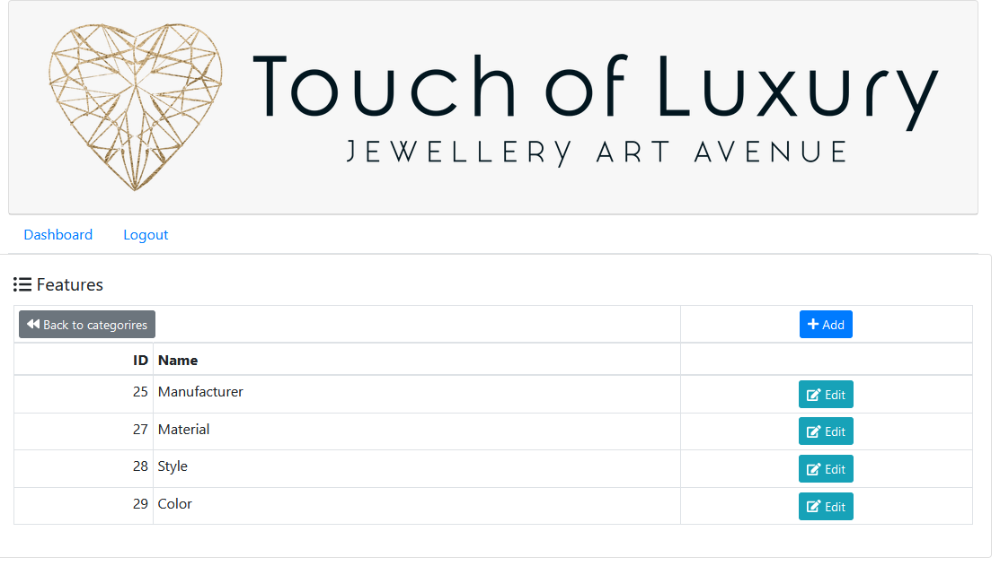 Touch of Luxury
JEWELLERY ART AVENUE
Dashboard Logout
Features
Back to categorires Add
ID Name
25 Manufacturer Edit
27 Material Edit
28 Style Edit
29 Color Edit